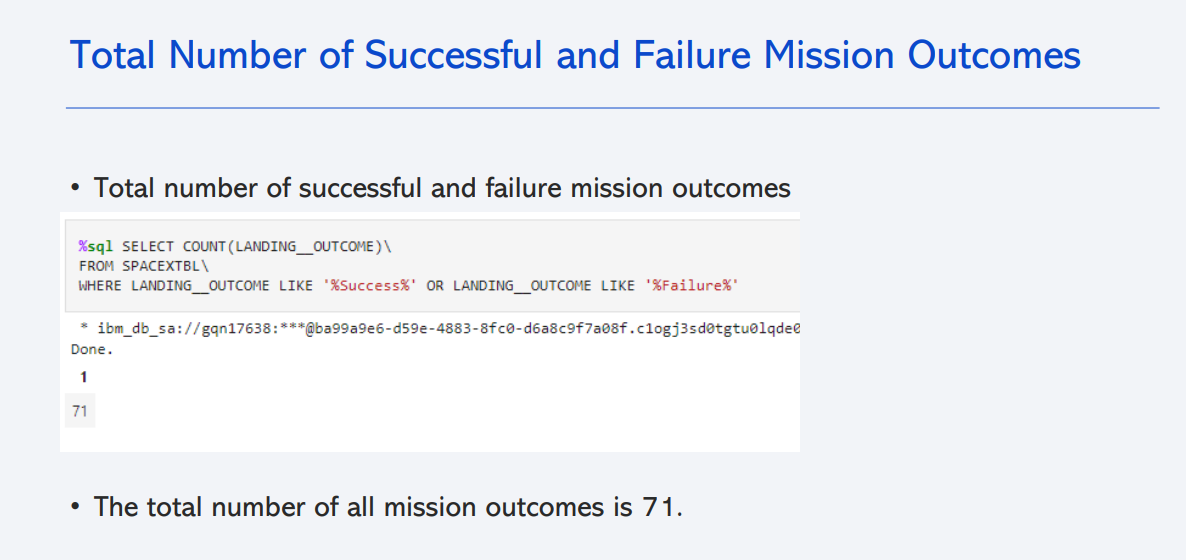 Total Number of Successful and Failure Mission Outcomes
• Total number of successful and failure mission outcomes
%sql SELECT COUNT(LANDING__OUTCOME)\
FROM SPACEXTBL\
WHERE LANDING__OUTCOME LIKE '%Success%' OR LANDING__OUTCOME LIKE '%Failure%'
* ibm_db_sa://gqn17638:***@ba99a9e6-d59e-4883-8fc0-d6a8c9f7a08f.c1ogj3sd0tgtu0lqde0
Done.
1
71
• The total number of all mission outcomes is 71.